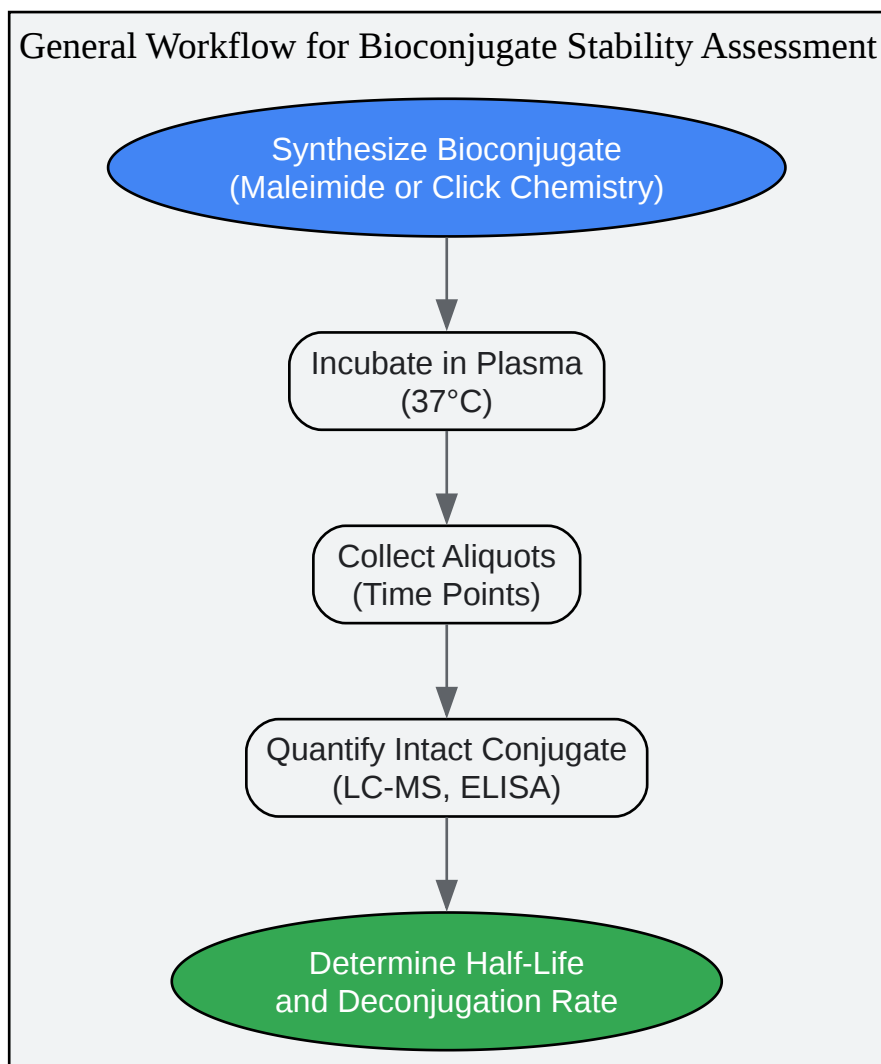 General Workflow for Bioconjugate Stability Assessment
Synthesize Bioconjugate
(Maleimide or Click Chemistry)
Incubate in Plasma
(37°C)
Collect Aliquots
(Time Points)
Quantify Intact Conjugate
(LC-MS, ELISA)
Determine Half-Life
and Deconjugation Rate